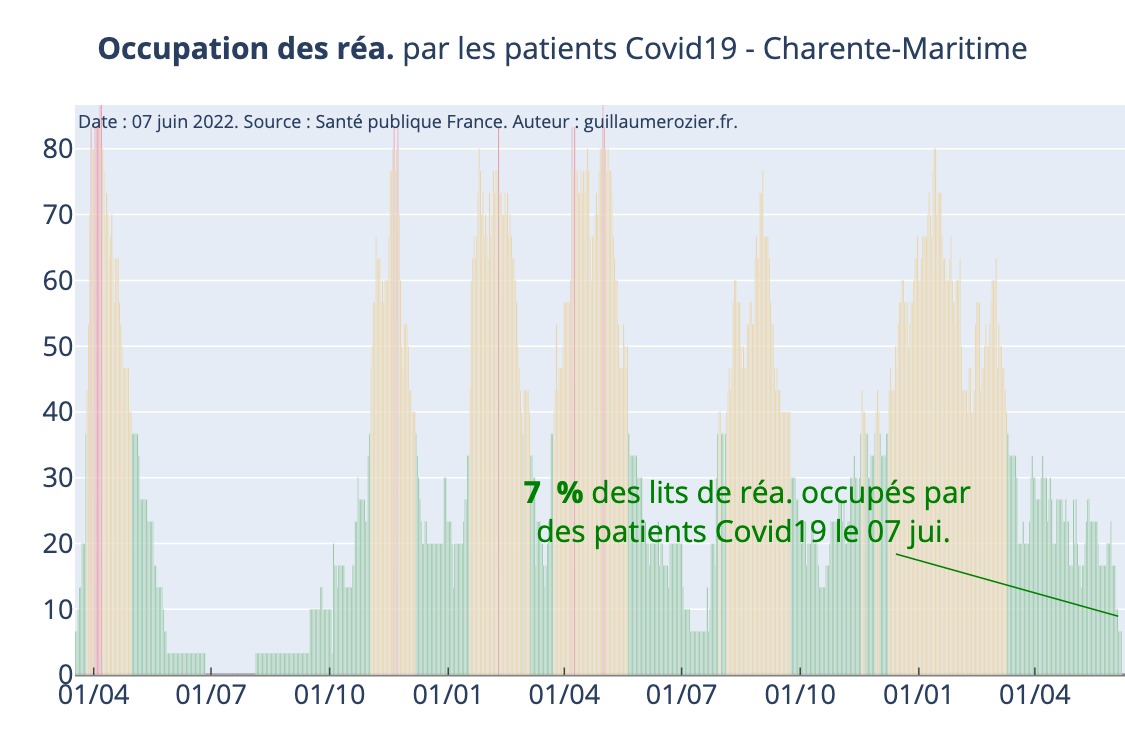 Occupation des réa. par les patients Covid19 - Charente-Maritime
Date : 07 juin 2022. Source : Santé publique France. Auteur : guillaumerozier.fr.
80
70
60
50
40
30
20
10
0
7 % des lits de réa. occupés par
des patients Covid19 le 07 jui.
01/04 01/07 01/10 01/01 01/04 01/07 01/10 01/01 01/04